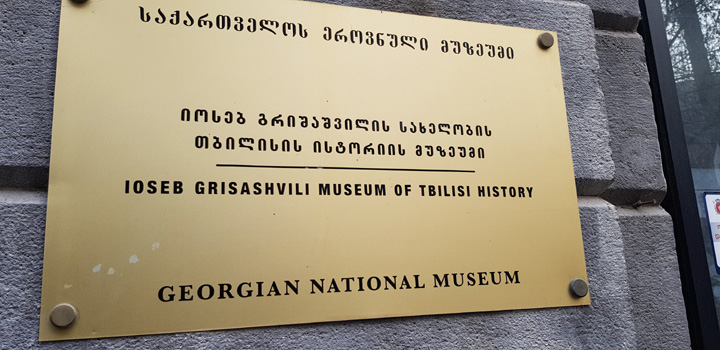 საქართველოს ეროვნული მუზეუმი
იოსებ გრიშაშვილის სახელობის
თბილისის ისტორიის მუზეუმი
IOSEB GRISASHVILI MUSEUM OF TBILISI HISTORY
GEORGIAN NATIONAL MUSEUM